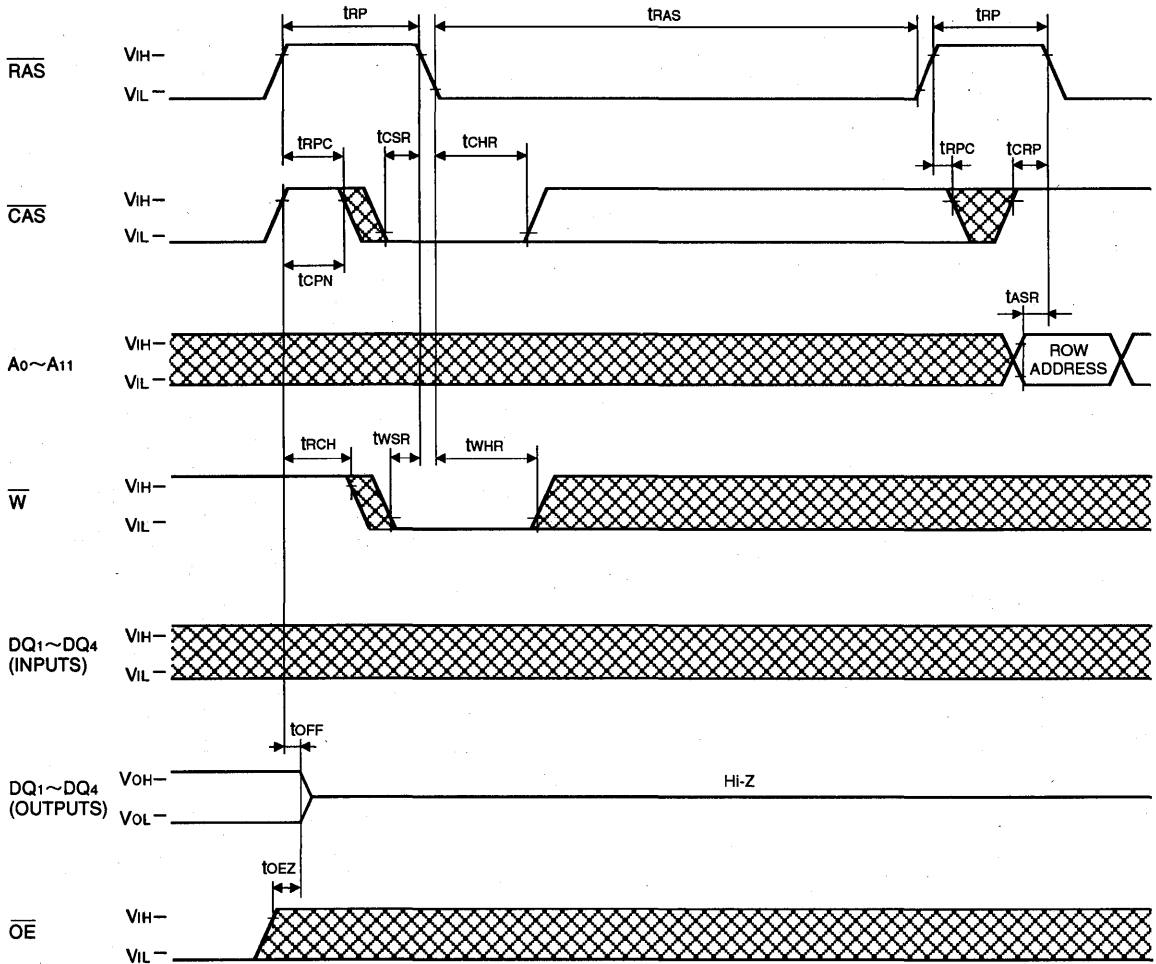 tRP tRAS tRP
RAS VIH
VIL
tRPC tCSR tCHR tRPC tCRP
CAS VIH
VIL
tCPN
tASR
A0~A11 VIH
VIL
ROW
ADDRESS
tRCH tWSR tWHR
W VIH
VIL
DQ1~DQ4
(INPUTS)
VIH
VIL
tOFF
DQ1~DQ4
(OUTPUTS)
VOH
VOL
Hi-Z
tOEZ
OE VIH
VIL